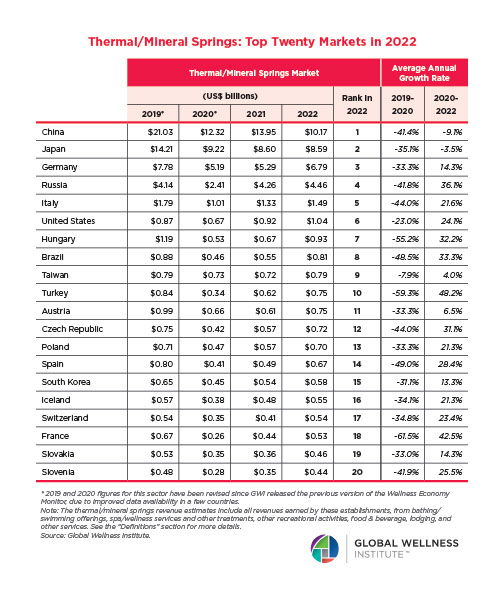 Thermal/Mineral Springs: Top Twenty Markets in 2022
Thermal/Mineral Springs Market Average Annual Growth Rate
(US$ billions) Rank in 2022 2019-2020 2020-2022
2019* 2020* 2021 2022
China $21.03 $12.32 $13.95 $10.17 1 -41.4% -9.1%
Japan $14.21 $9.22 $8.60 $8.59 2 -35.1% -3.5%
Germany $7.78 $5.19 $5.29 $6.79 3 -33.3% 14.3%
Russia $4.14 $2.41 $4.26 $4.46 4 -41.8% 36.1%
Italy $1.79 $1.01 $1.33 $1.49 5 -44.0% 21.6%
United States $0.87 $0.67 $0.92 $1.04 6 -23.0% 24.1%
Hungary $1.19 $0.53 $0.67 $0.93 7 -55.2% 32.2%
Brazil $0.88 $0.46 $0.55 $0.81 8 -48.5% 33.3%
Taiwan $0.79 $0.73 $0.72 $0.79 9 -7.9% 4.0%
Turkey $0.84 $0.34 $0.62 $0.75 10 -59.3% 48.2%
Austria $0.99 $0.66 $0.61 $0.75 11 -33.3% 6.5%
Czech Republic $0.75 $0.42 $0.57 $0.72 12 -44.0% 31.1%
Poland $0.71 $0.47 $0.57 $0.70 13 -33.3% 21.3%
Spain $0.80 $0.41 $0.49 $0.67 14 -49.0% 28.4%
South Korea $0.65 $0.45 $0.54 $0.58 15 -31.1% 13.3%
Iceland $0.57 $0.38 $0.48 $0.55 16 -34.1% 21.3%
Switzerland $0.54 $0.35 $0.41 $0.54 17 -34.8% 23.4%
France $0.67 $0.26 $0.44 $0.53 18 -61.5% 42.5%
Slovakia $0.53 $0.35 $0.36 $0.46 19 -33.0% 14.3%
Slovenia $0.48 $0.28 $0.35 $0.44 20 -41.9% 25.5%
* 2019 and 2020 figures for this sector have been revised since GWI released the previous version of the Wellness Economy
Monitor, due to improved data availability in a few countries.
Note: The thermal/mineral springs revenue estimates include all revenues earned by these establishments, from bathing/
swimming offerings, spa/wellness services and other treatments, other recreational activities, food & beverage, lodging, and
other services. See the "Definitions" section for more details.
Source: Global Wellness Institute.
GLOBAL WELLNESS
INSTITUTE™